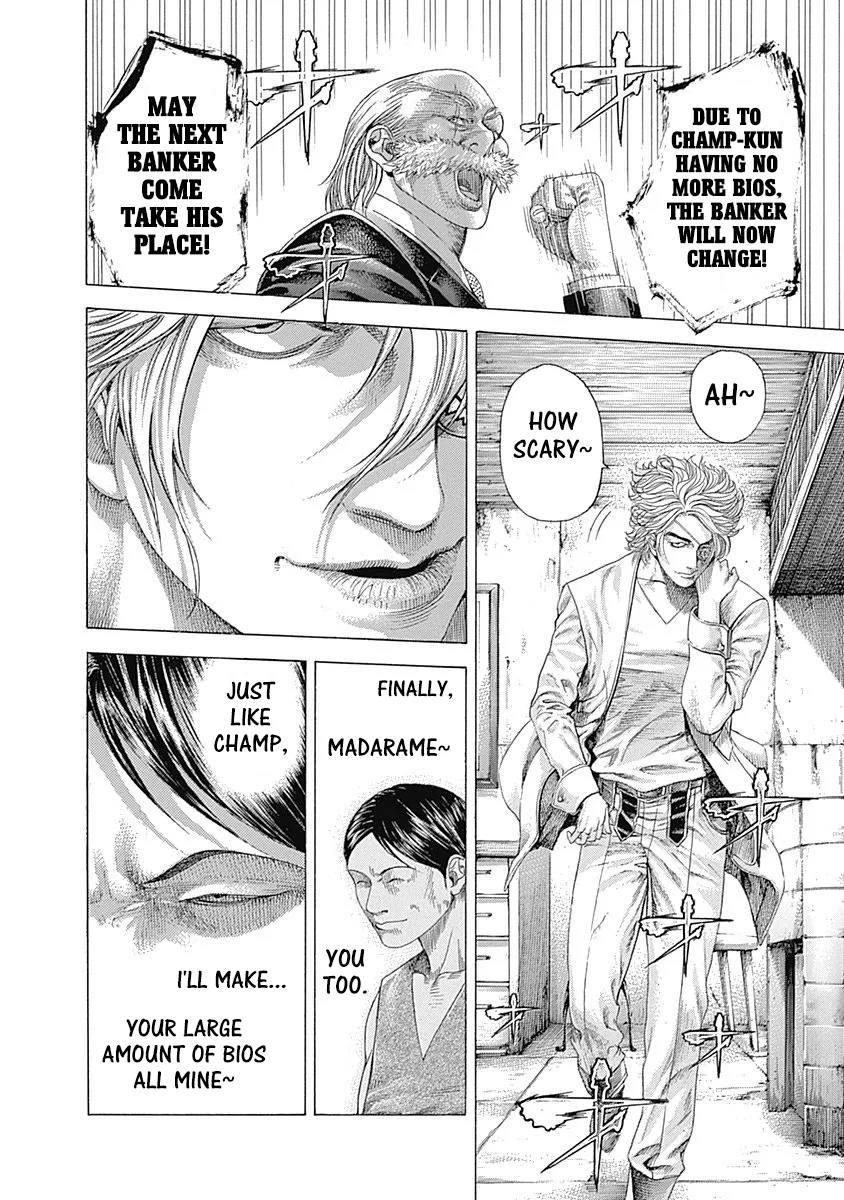 DUE TO
CHAMP-KUN
HAVING NO
MORE BIOS,
THE BANKER
WILL NOW
CHANGE!
MAY
THE NEXT
BANKER
COME
TAKE HIS
PLACE!
AH~
HOW
SCARY~
FINALLY,
MADARAME~
YOU
TOO.
JUST
LIKE
CHAMP,
I'LL MAKE...
YOUR LARGE
AMOUNT OF BIOS
ALL MINE~